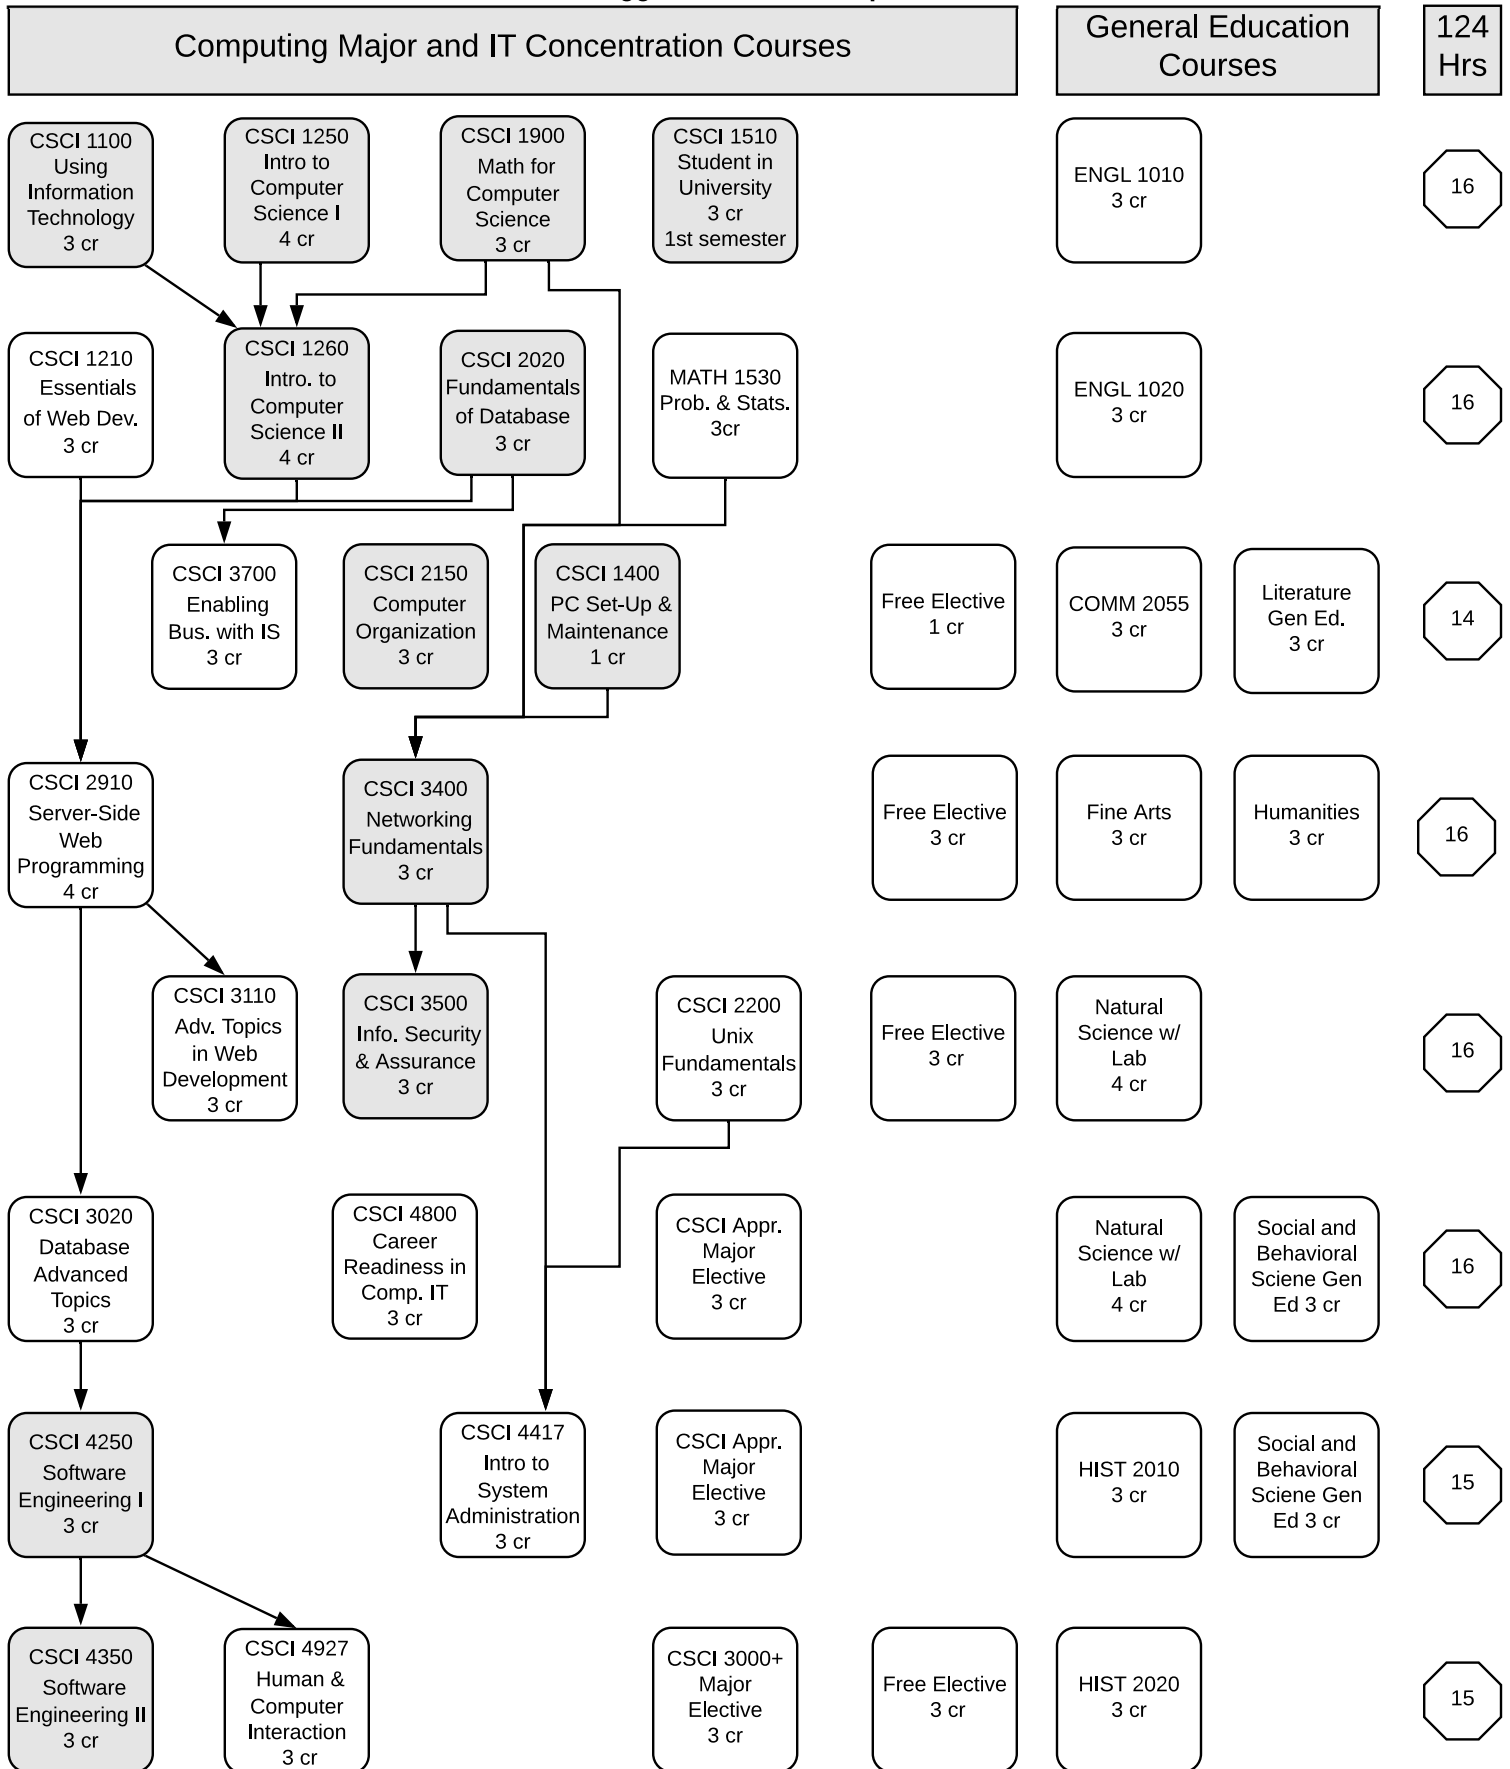 Computing Major and IT Concentration Courses
General Education
Courses
124
Hrs
CSCI 1100
Using
Information
Technology
3 cr
CSCI 1250
Intro to
Computer
Science I
4 cr
CSCI 1900
Math for
Computer
Science
3 cr
CSCI 1510
Student in
University
3 cr
1st semester
ENGL 1010
3 cr
16
CSCI 1210
Essentials
of Web Dev.
3 cr
CSCI 1260
Intro. to
Computer
Science II
4 cr
CSCI 2020
Fundamentals
of Database
3 cr
MATH 1530
Prob. & Stats.
3cr
ENGL 1020
3 cr
16
CSCI 3700
Enabling
Bus. with IS
3 cr
CSCI 2150
Computer
Organization
3 cr
CSCI 1400
PC Set-Up &
Maintenance
1 cr
Free Elective
1 cr
COMM 2055
3 cr
Literature
Gen Ed.
3 cr
14
CSCI 2910
Server-Side
Web
Programming
4 cr
CSCI 3400
Networking
Fundamentals
3 cr
Free Elective
3 cr
Fine Arts
3 cr
Humanities
3 cr
16
CSCI 3110
Adv. Topics
in Web
Development
3 cr
CSCI 3500
Info. Security
& Assurance
3 cr
CSCI 2200
Unix
Fundamentals
3 cr
Free Elective
3 cr
Natural
Science w/
Lab
4 cr
16
CSCI 3020
Database
Advanced
Topics
3 cr
CSCI 4800
Career
Readiness in
Comp. IT
3 cr
CSCI Appr.
Major
Elective
3 cr
Natural
Science w/
Lab
4 cr
Social and
Behavioral
Sciene Gen
Ed 3 cr
16
CSCI 4250
Software
Engineering I
3 cr
CSCI 4417
Intro to
System
Administration
3 cr
CSCI Appr.
Major
Elective
3 cr
HIST 2010
3 cr
Social and
Behavioral
Sciene Gen
Ed 3 cr
15
CSCI 4350
Software
Engineering II
3 cr
CSCI 4927
Human &
Computer
Interaction
3 cr
CSCI 3000+
Major
Elective
3 cr
Free Elective
3 cr
HIST 2020
3 cr
15